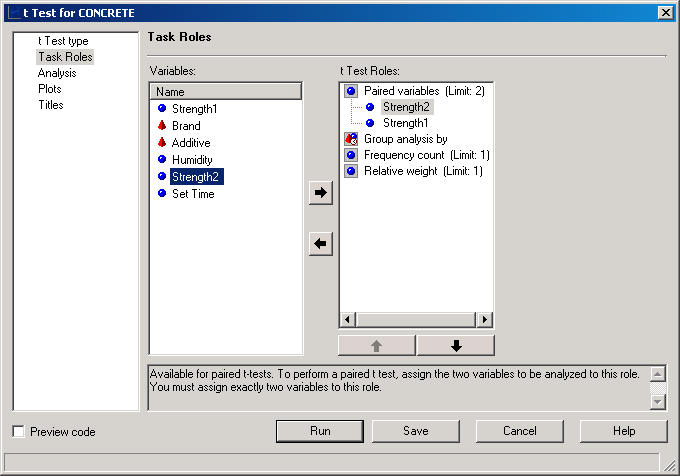 t Test for CONCRETE
t Test type
Task Roles
Analysis
Plots
Titles
Task Roles
Variables:
Name
Strength1
Brand
Additive
Humidity
Strength2
Set Time
t Test Roles:
Paired variables (Limit: 2)
Strength2
Strength1
Group analysis by
Frequency count (Limit: 1)
Relative weight (Limit: 1)
Available for paired t-tests. To perform a paired t test, assign the two variables to be analyzed to this role.
You must assign exactly two variables to this role.
Preview code
Run
Save
Cancel
Help